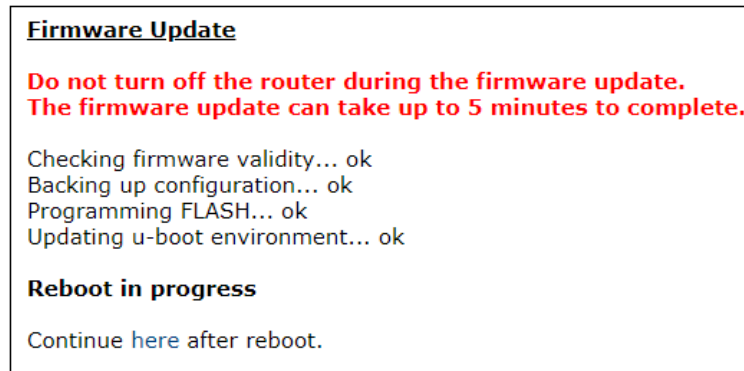 Firmware Update
Do not turn off the router during the firmware update.
The firmware update can take up to 5 minutes to complete.
Checking firmware validity... ok
Backing up configuration... ok
Programming FLASH... ok
Updating u-boot environment... ok
Reboot in progress
Continue here after reboot.